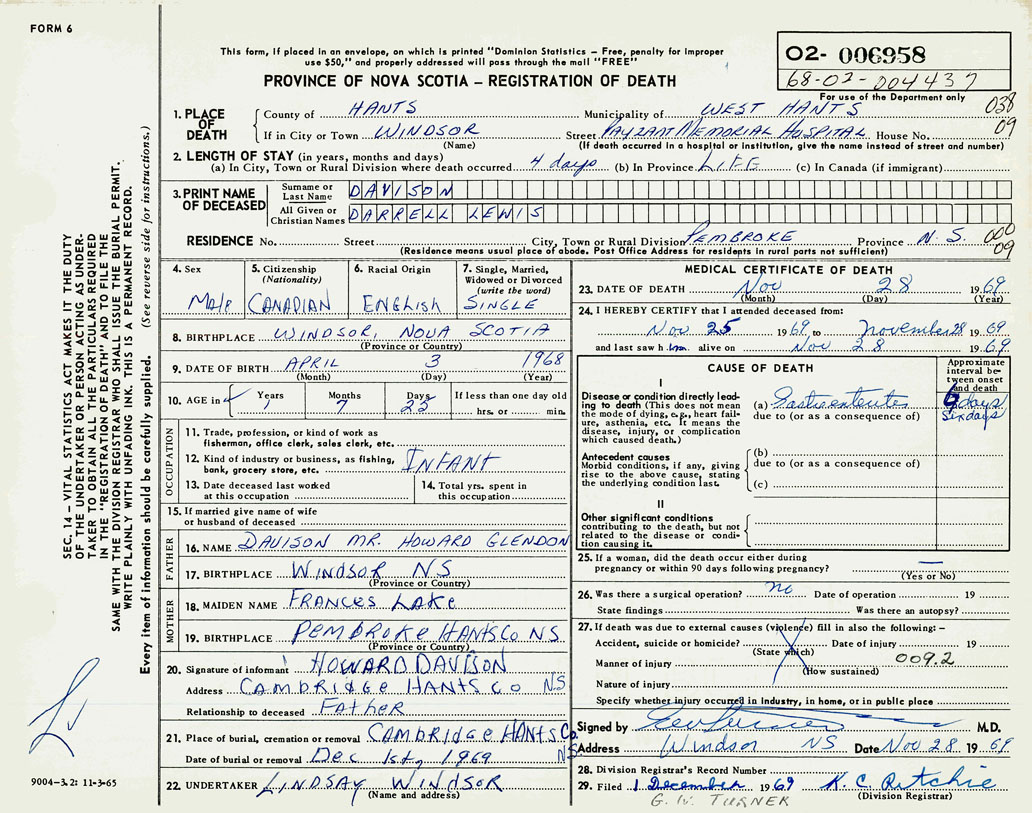 FORM 6
This form, if placed in an envelope, on which is printed "Dominion Statistics – Free, penalty for improper
use $50," and properly addressed will pass through the mail "FREE"
PROVINCE OF NOVA SCOTIA – REGISTRATION OF DEATH
02- 006958
68-02-004437
For use of the Department only
038
09
1. PLACE OF DEATH
County of HANTS Municipality of WEST HANTS
If in City or Town WINDSOR Street PAYZANT MEMORIAL HOSPITAL House No.
(Name) (If death occurred in a hospital or institution, give the name instead of street and number)
2. LENGTH OF STAY (in years, months and days)
(a) In City, Town or Rural Division where death occurred 4 days (b) In Province LIFE (c) In Canada (if immigrant)
3. PRINT NAME OF DECEASED
Surname or Last Name DAVISON
All Given or Christian Names DARRELL LEWIS
RESIDENCE No. Street City, Town or Rural Division PEMBROKE Province N.S. 000
09
(Residence means usual place of abode. Post Office Address for residents in rural parts not sufficient)
4. Sex
Male
5. Citizenship
(Nationality)
CANADIAN
6. Racial Origin
ENGLISH
7. Single, Married,
Widowed or Divorced
(write the word)
SINGLE
8. BIRTHPLACE WINDSOR, NOVA SCOTIA
(Province or Country)
9. DATE OF BIRTH APRIL 3 1968
(Month) (Day) (Year)
10. AGE in
Years Months Days If less than one day old
1 7 25 hrs. or min.
OCCUPATION
11. Trade, profession, or kind of work as
fisherman, office clerk, sales clerk, etc.
12. Kind of industry or business, as fishing,
bank, grocery store, etc.
INFANT
13. Date deceased last worked
at this occupation
14. Total yrs. spent in
this occupation
15. If married give name of wife
or husband of deceased
FATHER
16. NAME DAVISON MR. HOWARD GLENDON
17. BIRTHPLACE WINDSOR NS
(Province or Country)
MOTHER
18. MAIDEN NAME FRANCES LAKE
19. BIRTHPLACE PEMBROKE HANTS CO NS
(Province or Country)
20. Signature of informant HOWARD DAVISON
Address CAMBRIDGE HANTS CO NS
Relationship to deceased FATHER
21. Place of burial, cremation or removal CAMBRIDGE HANTS Co.
Date of burial or removal Dec 1st, 1969 NS
22. UNDERTAKER LINDSAY WINDSOR
(Name and address)
MEDICAL CERTIFICATE OF DEATH
23. DATE OF DEATH Nov 28 1969
(Month) (Day) (Year)
24. I HEREBY CERTIFY that I attended deceased from:
Nov 25 1969 to November 28 1969
and last saw him alive on Nov 28 1969
CAUSE OF DEATH
Approximate
interval be-
tween onset
and death
I
Disease or condition directly lead-
ing to death (This does not mean
the mode of dying, e.g., heart fail-
ure, asthenia, etc. It means the
disease, injury, or complication
which caused death.)
(a) Gastroenteritis 6 days
due to (or as a consequence of) Six days
Antecedent causes
Morbid conditions, if any, giving
rise to the above cause, stating
the underlying condition last.
(b)
due to (or as a consequence of)
(c)
II
Other significant conditions
contributing to the death, but not
related to the disease or condi-
tion causing it.
25. If a woman, did the death occur either during
pregnancy or within 90 days following pregnancy? —
(Yes or No)
26. Was there a surgical operation? no Date of operation 19
State findings Was there an autopsy?
27. If death was due to external causes (violence) fill in also the following:–
Accident, suicide or homicide? Date of injury 19
(State which)
Manner of injury 009.2
(How sustained)
Nature of injury
Specify whether injury occurred in Industry, in home, or in public place
Signed by M.D.
Address Windsor NS Date Nov 28 1969
28. Division Registrar's Record Number
29. Filed 1 December 1969 K. C. Ritchie
(Division Registrar)
G. W. TURNER
SEC. 14 – VITAL STATISTICS ACT MAKES IT THE DUTY
OF THE UNDERTAKER OR PERSON ACTING AS UNDER-
TAKER TO OBTAIN ALL THE PARTICULARS REQUIRED
IN THE "REGISTRATION OF DEATH" AND TO FILE THE
SAME WITH THE DIVISION REGISTRAR WHO SHALL ISSUE THE BURIAL PERMIT.
WRITE PLAINLY WITH UNFADING INK. THIS IS A PERMANENT RECORD.
Every item of information should be carefully supplied. (See reverse side for instructions.)
9004–3.2: 11-3-65